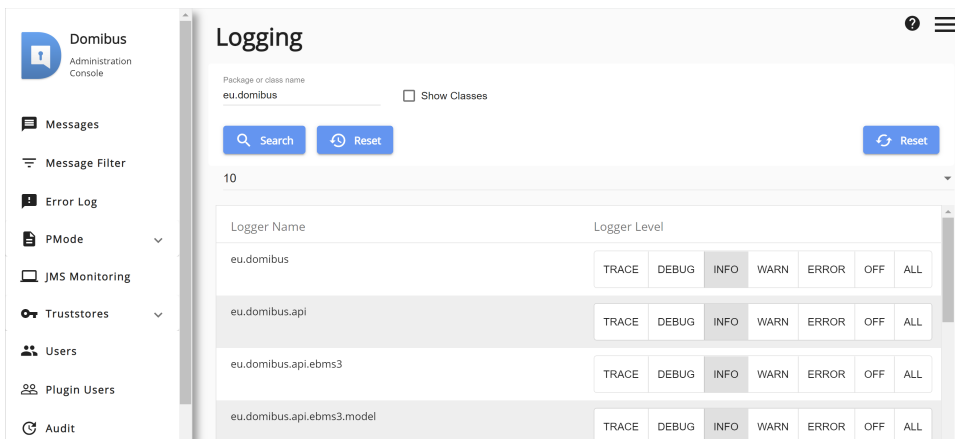 Domibus
Administration
Console
Messages
Message Filter
Error Log
PMode
JMS Monitoring
Truststores
Users
Plugin Users
Audit
Logging
Package or class name
eu.domibus
Show Classes
Search
Reset
Reset
10
Logger Name Logger Level
eu.domibus TRACE DEBUG INFO WARN ERROR OFF ALL
eu.domibus.api TRACE DEBUG INFO WARN ERROR OFF ALL
eu.domibus.api.ebms3 TRACE DEBUG INFO WARN ERROR OFF ALL
eu.domibus.api.ebms3.model TRACE DEBUG INFO WARN ERROR OFF ALL